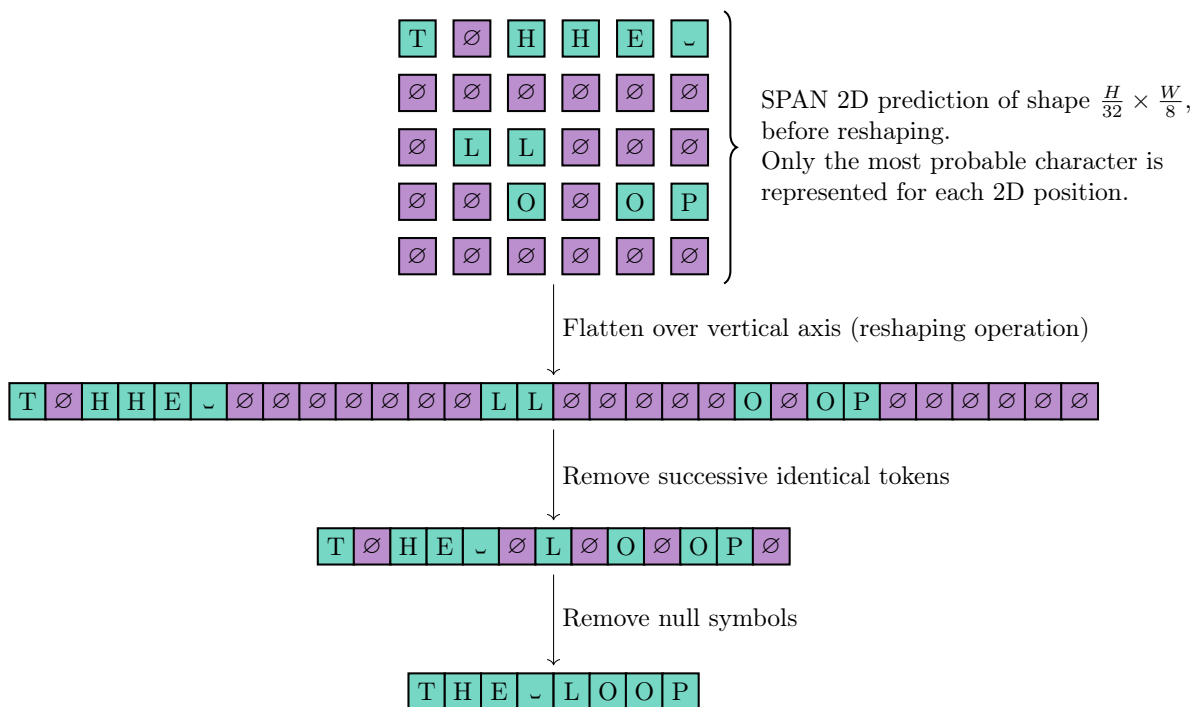 T ∅ H H E ⌣
∅ ∅ ∅ ∅ ∅ ∅
∅ L L ∅ ∅ ∅
∅ ∅ O ∅ O P
∅ ∅ ∅ ∅ ∅ ∅
SPAN 2D prediction of shape H/32 × W/8,
before reshaping.
Only the most probable character is
represented for each 2D position.
Flatten over vertical axis (reshaping operation)
T ∅ H H E ⌣ ∅ ∅ ∅ ∅ ∅ ∅ ∅ L L ∅ ∅ ∅ ∅ ∅ O ∅ O P ∅ ∅ ∅ ∅ ∅ ∅
Remove successive identical tokens
T ∅ H E ⌣ ∅ L ∅ O ∅ O P ∅
Remove null symbols
T H E ⌣ L O O P